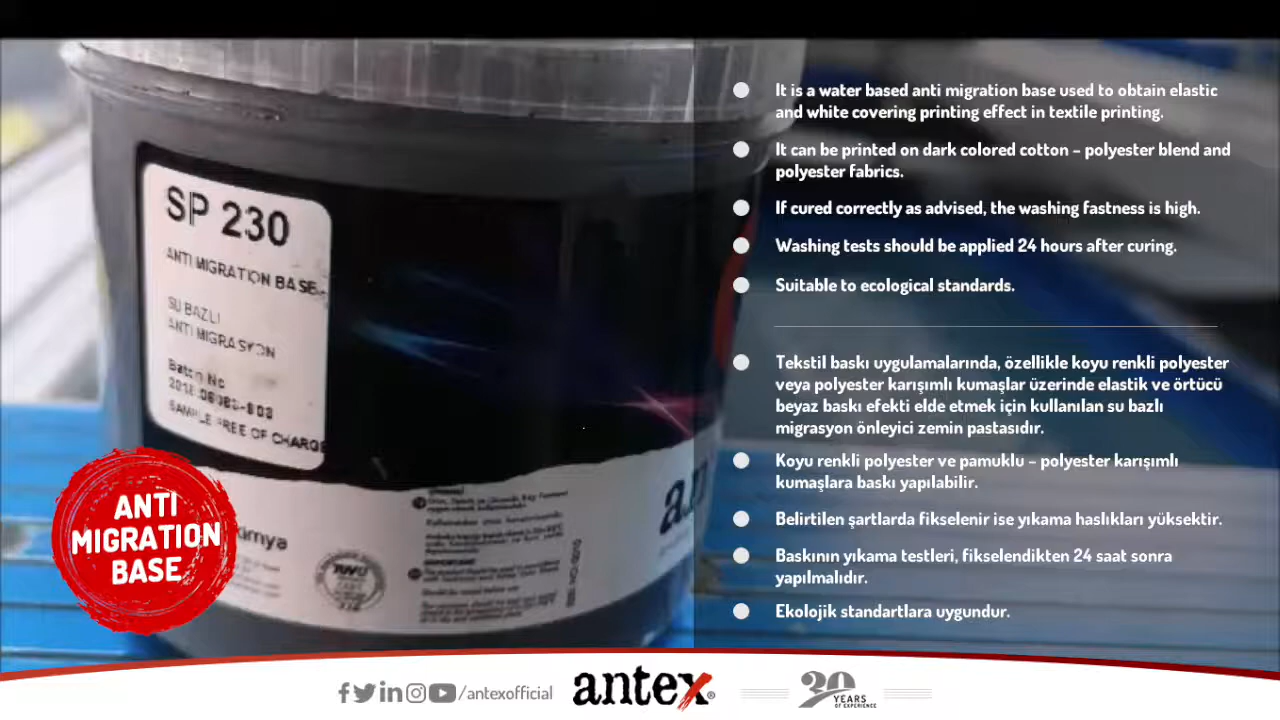 SP 230
ANTI MIGRATION BASE
SU BAZLI
ANTI MIGRASYON
Batch No
SAMPLE FREE OF CHARGE
ANTI
MIGRATION
BASE
It is a water based anti migration base used to obtain elastic
and white covering printing effect in textile printing.
It can be printed on dark colored cotton – polyester blend and
polyester fabrics.
If cured correctly as advised, the washing fastness is high.
Washing tests should be applied 24 hours after curing.
Suitable to ecological standards.
Tekstil baskı uygulamalarında, özellikle koyu renkli polyester
veya polyester karışımlı kumaşlar üzerinde elastik ve örtücü
beyaz baskı efekti elde etmek için kullanılan su bazlı
migrasyon önleyici zemin pastasıdır.
Koyu renkli polyester ve pamuklu – polyester karışımlı
kumaşlara baskı yapılabilir.
Belirtilen şartlarda fikselenir ise yıkama haslıkları yüksektir.
Baskının yıkama testleri, fikselendikten 24 saat sonra
yapılmalıdır.
Ekolojik standartlara uygundur.
/antexofficial
antex®
30 YEARS
OF EXPERIENCE